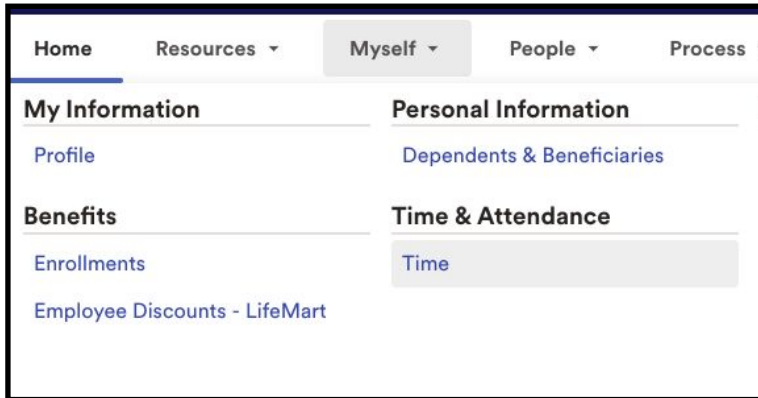 Home Resources Myself People Process
My Information
Profile
Personal Information
Dependents & Beneficiaries
Benefits
Enrollments
Employee Discounts - LifeMart
Time & Attendance
Time